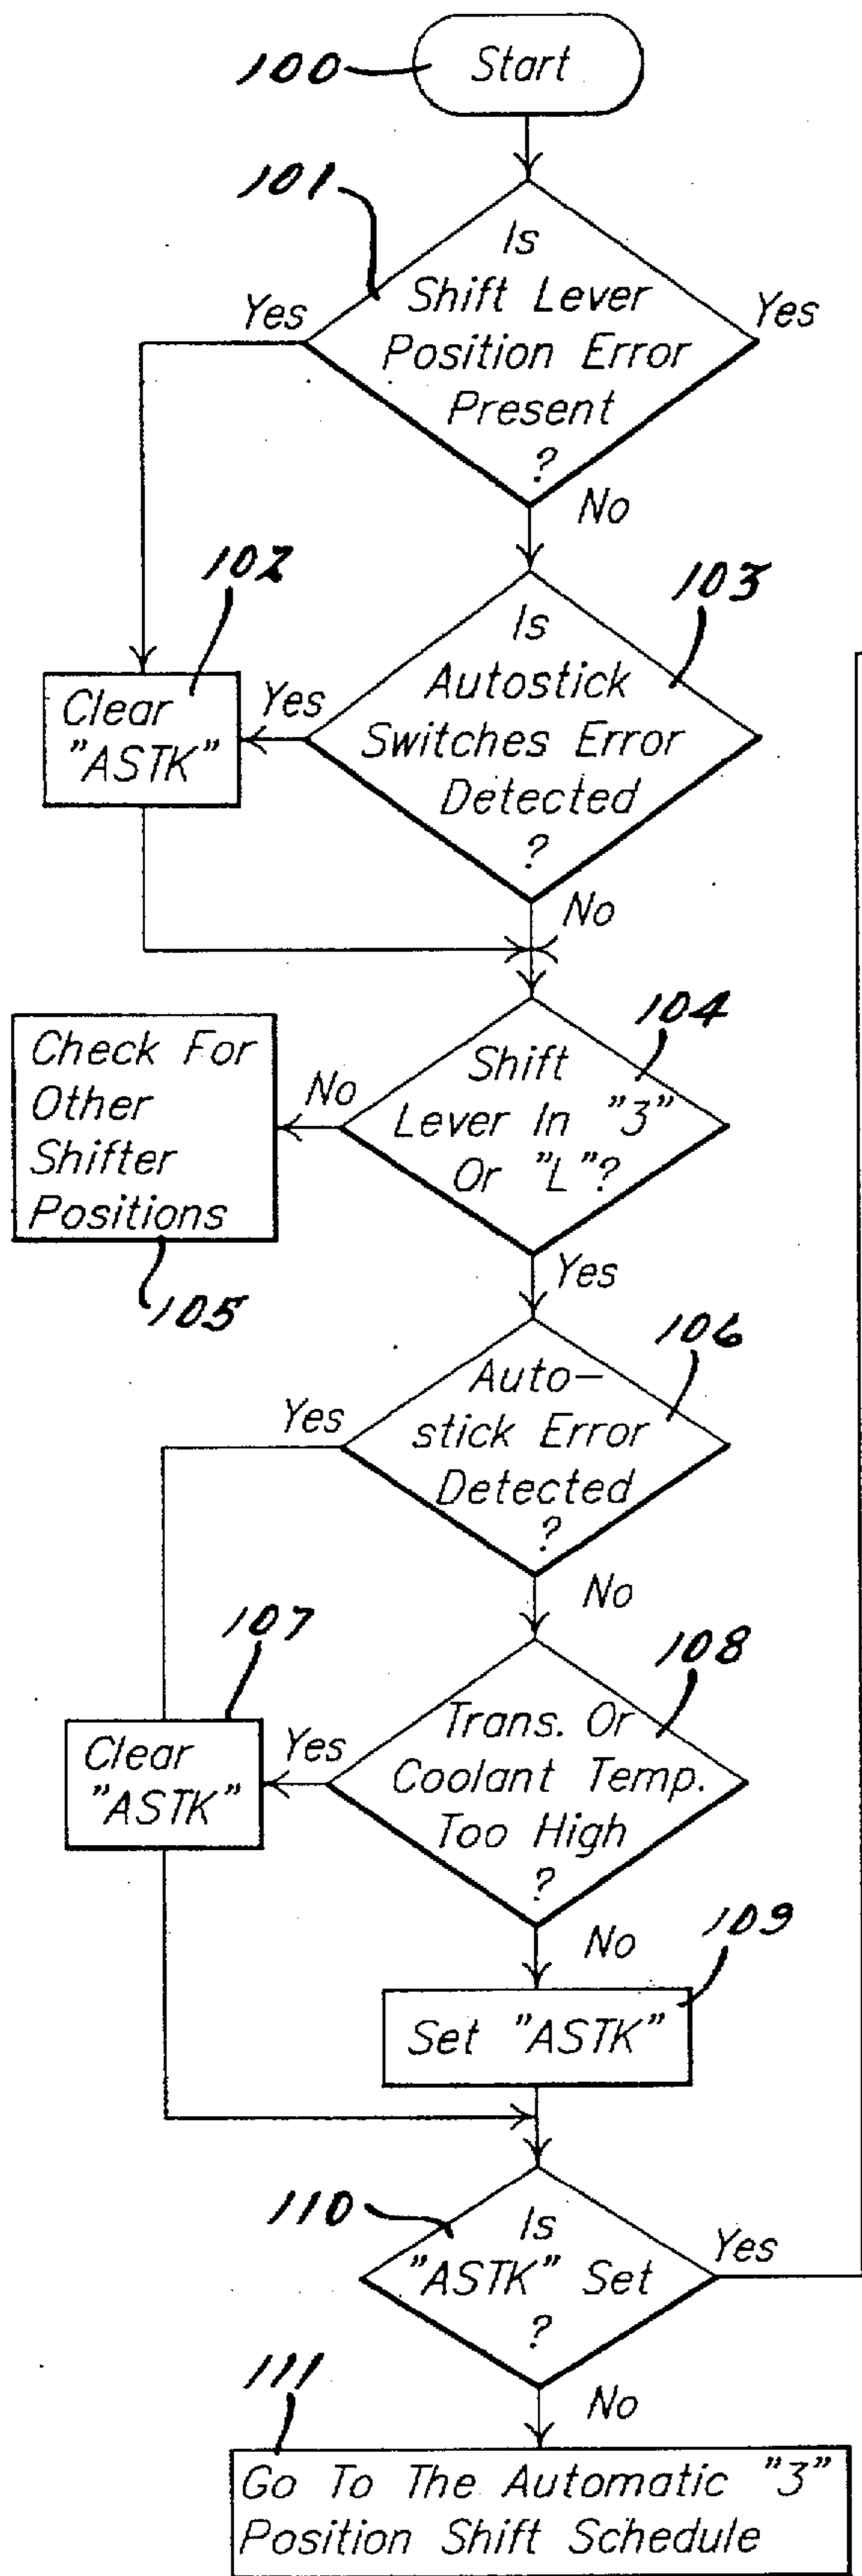 100
Start
101
Is
Shift Lever
Position Error
Present
?
Yes
Yes
No
102
103
Clear
"ASTK"
Yes
Is
Autostick
Switches Error
Detected
?
No
104
Check For
Other
Shifter
Positions
No
Shift
Lever In "3"
Or "L"?
105
Yes
106
Yes
Auto-
stick Error
Detected
?
No
107
108
Clear
"ASTK"
Yes
Trans. Or
Coolant Temp.
Too High
?
No
109
Set "ASTK"
110
Is
"ASTK" Set
?
Yes
No
111
Go To The Automatic "3"
Position Shift Schedule